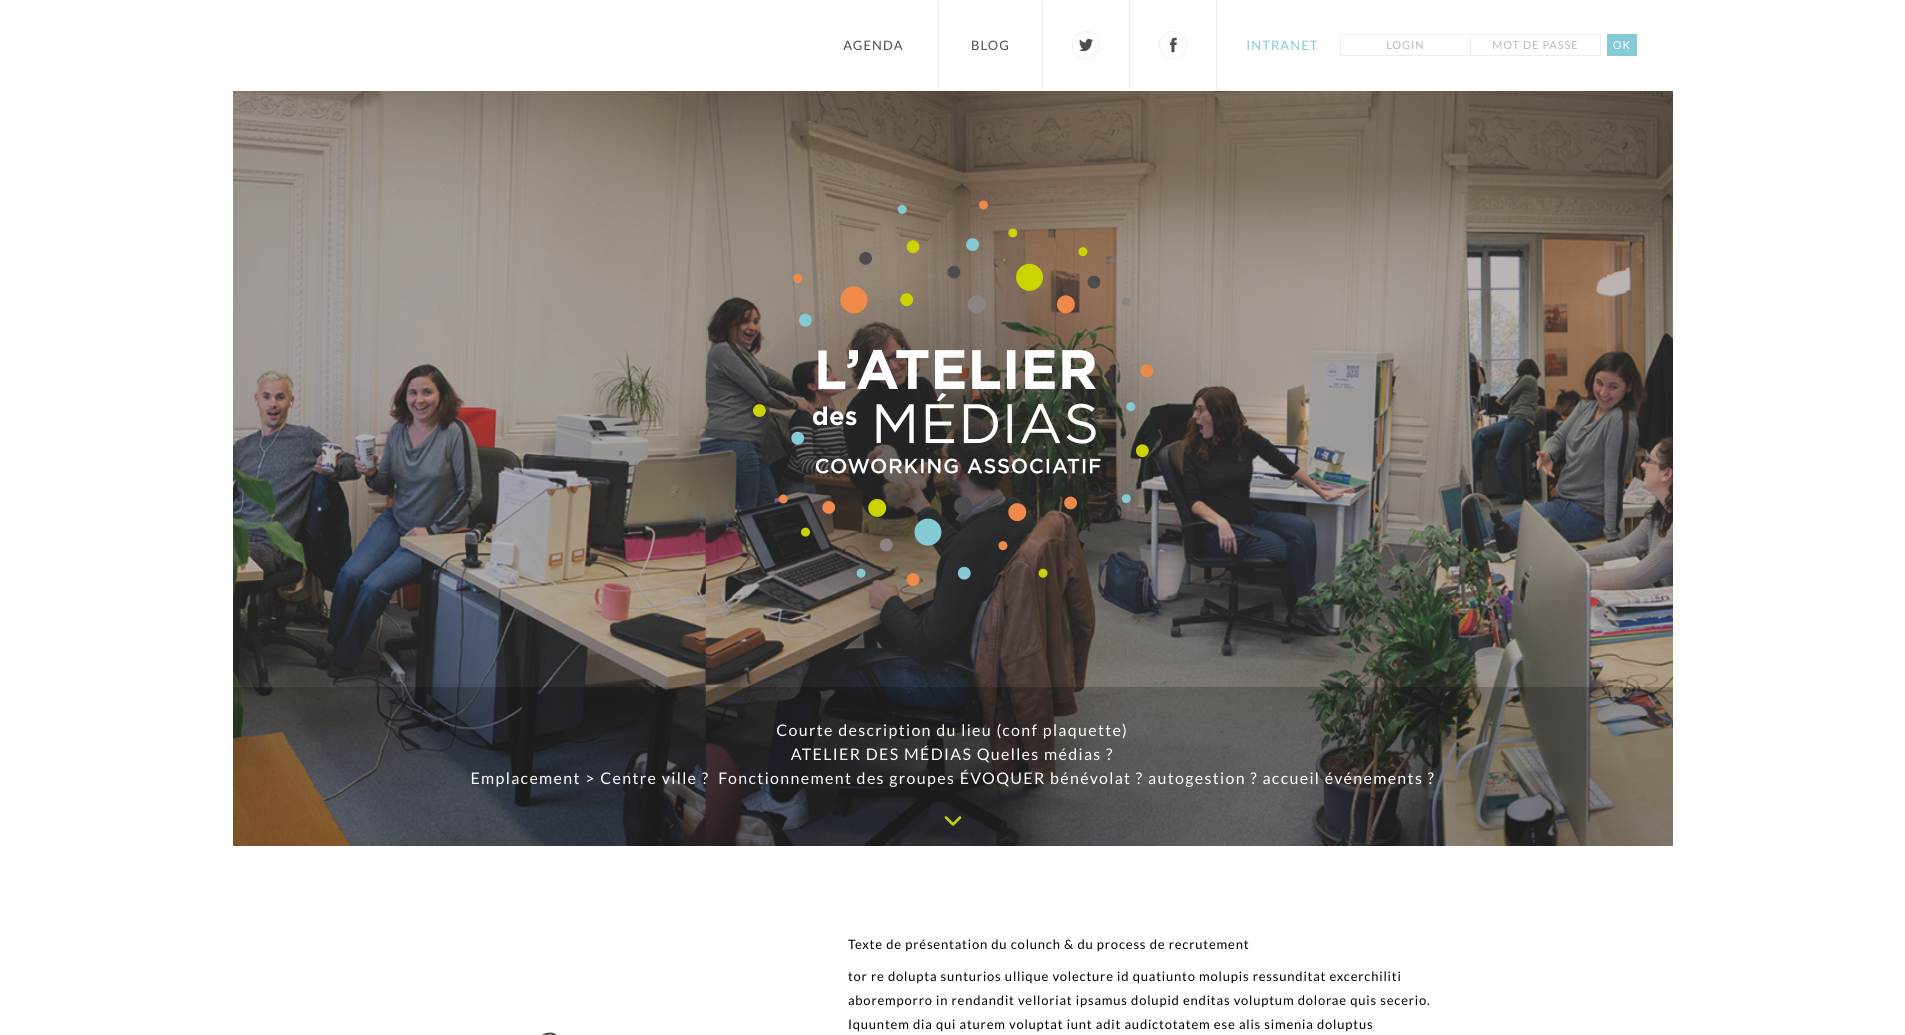 AGENDA
BLOG
INTRANET
LOGIN
MOT DE PASSE
OK
L'ATELIER
des MÉDIAS
COWORKING ASSOCIATIF
Courte description du lieu (conf plaquette)
ATELIER DES MÉDIAS Quelles médias ?
Emplacement > Centre ville ? Fonctionnement des groupes ÉVOQUER bénévolat ? autogestion ? accueil événements ?
Texte de présentation du colunch & du process de recrutement
tor re dolupta sunturios ullique volecture id quatiunto molupis ressunditat excerchiliti
aboremporro in rendandit velloriat ipsamus dolupid enditas voluptum dolorae quis secerio.
Iquuntem dia qui aturem voluptat iunt adit audictotatem ese alis simenia doluptus